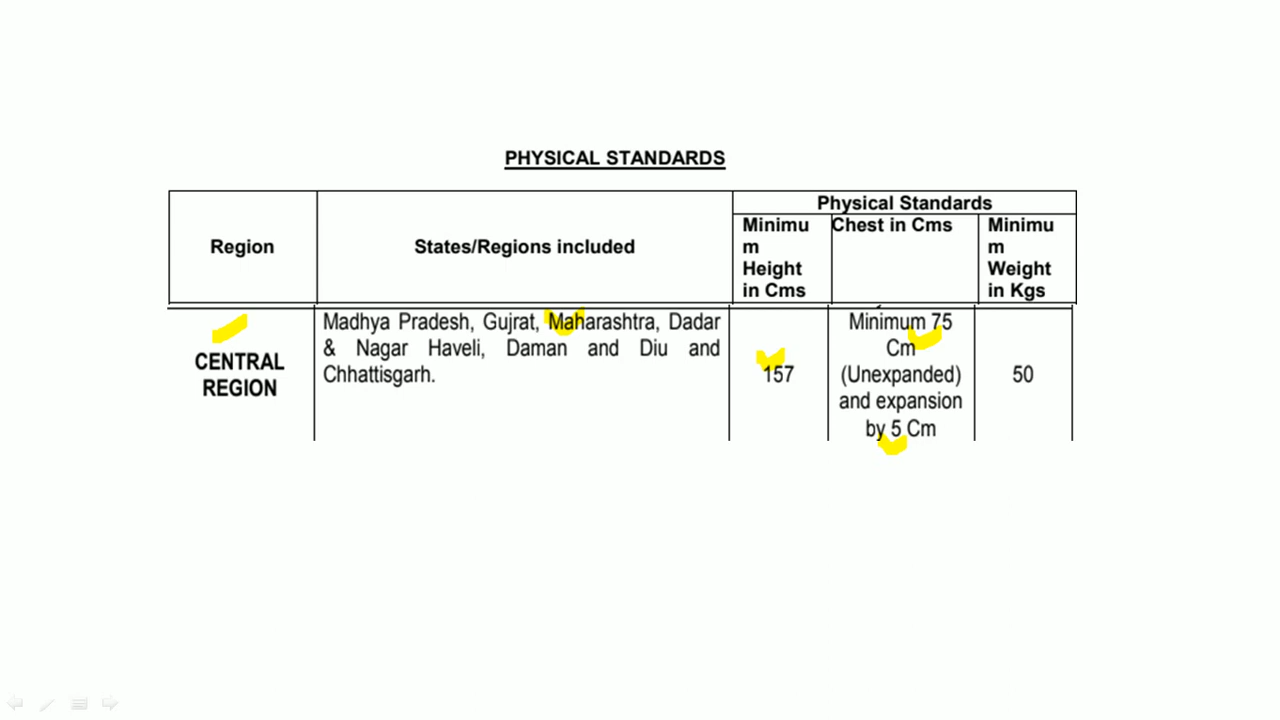 PHYSICAL STANDARDS
Region
States/Regions included
Physical Standards
Minimu
m
Height
in Cms
Chest in Cms
Minimu
m
Weight
in Kgs
CENTRAL
REGION
Madhya Pradesh, Gujrat, Maharashtra, Dadar
& Nagar Haveli, Daman and Diu and
Chhattisgarh.
157
Minimum 75
Cm
(Unexpanded)
and expansion
by 5 Cm
50